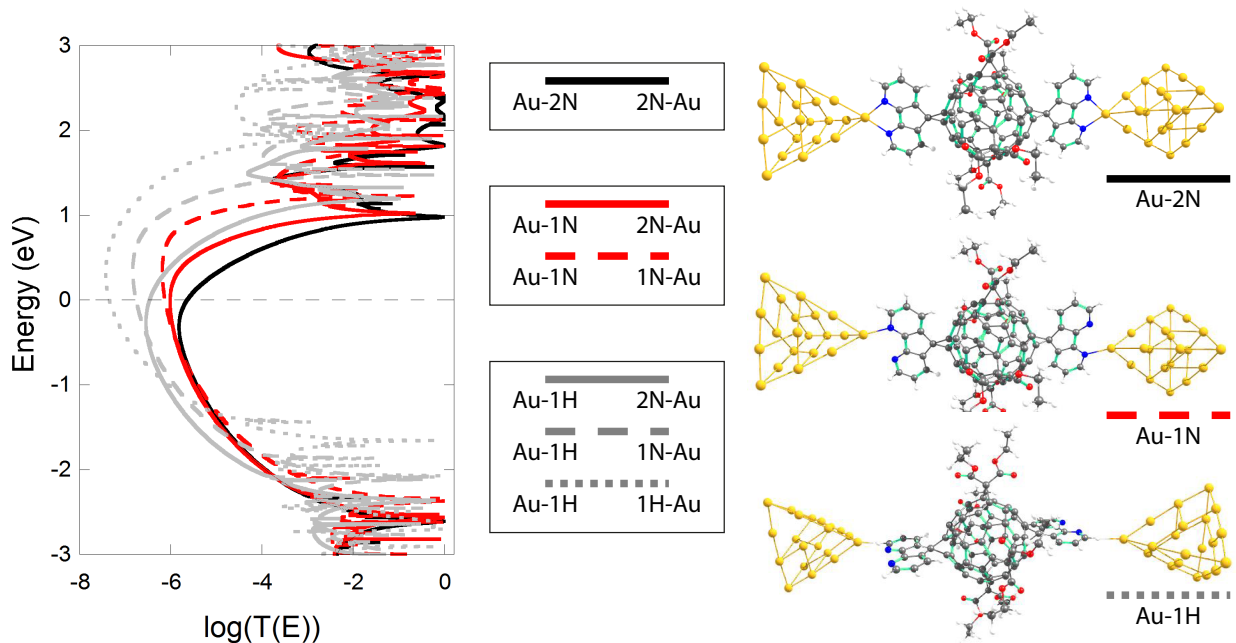 3
2
1
0
-1
-2
-3
Energy (eV)
-8 -6 -4 -2 0
log(T(E))
Au-2N 2N-Au
Au-1N 2N-Au
Au-1N 1N-Au
Au-1H 2N-Au
Au-1H 1N-Au
Au-1H 1H-Au
Au-2N
Au-1N
Au-1H